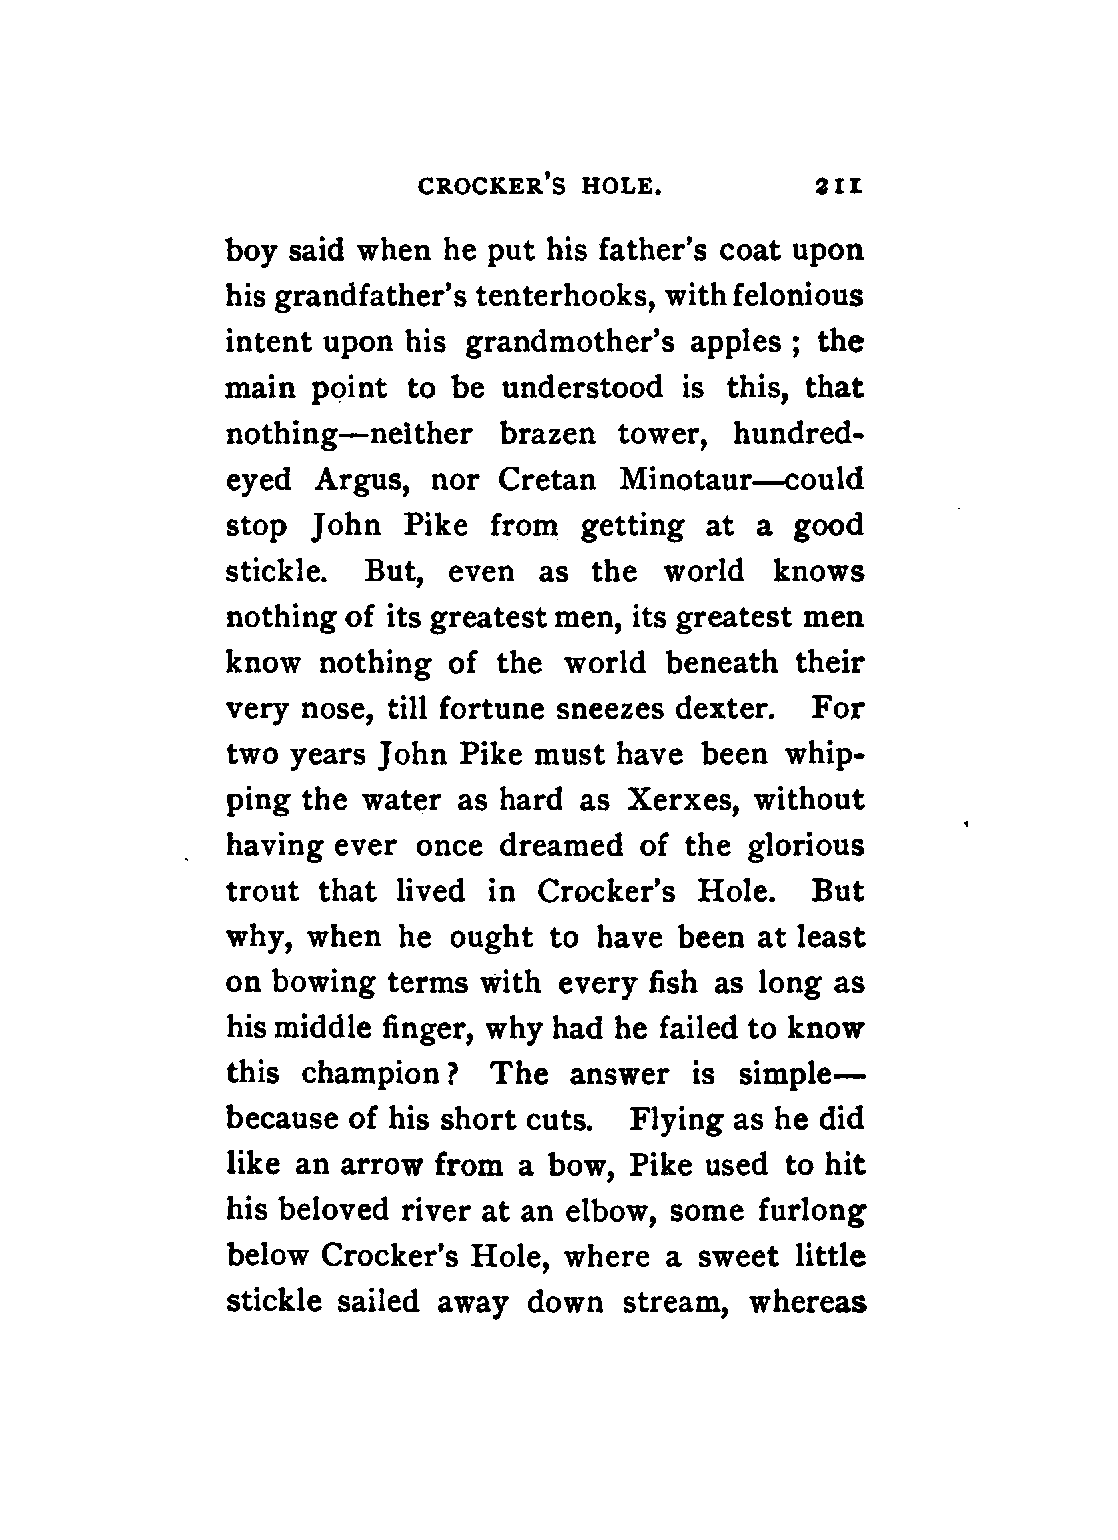 CROCKER'S HOLE. 211
boy said when he put his father's coat upon
his grandfather's tenterhooks, with felonious
intent upon his grandmother's apples ; the
main point to be understood is this, that
nothing—neither brazen tower, hundred-
eyed Argus, nor Cretan Minotaur—could
stop John Pike from getting at a good
stickle. But, even as the world knows
nothing of its greatest men, its greatest men
know nothing of the world beneath their
very nose, till fortune sneezes dexter. For
two years John Pike must have been whip-
ping the water as hard as Xerxes, without
having ever once dreamed of the glorious
trout that lived in Crocker's Hole. But
why, when he ought to have been at least
on bowing terms with every fish as long as
his middle finger, why had he failed to know
this champion ? The answer is simple—
because of his short cuts. Flying as he did
like an arrow from a bow, Pike used to hit
his beloved river at an elbow, some furlong
below Crocker's Hole, where a sweet little
stickle sailed away down stream, whereas